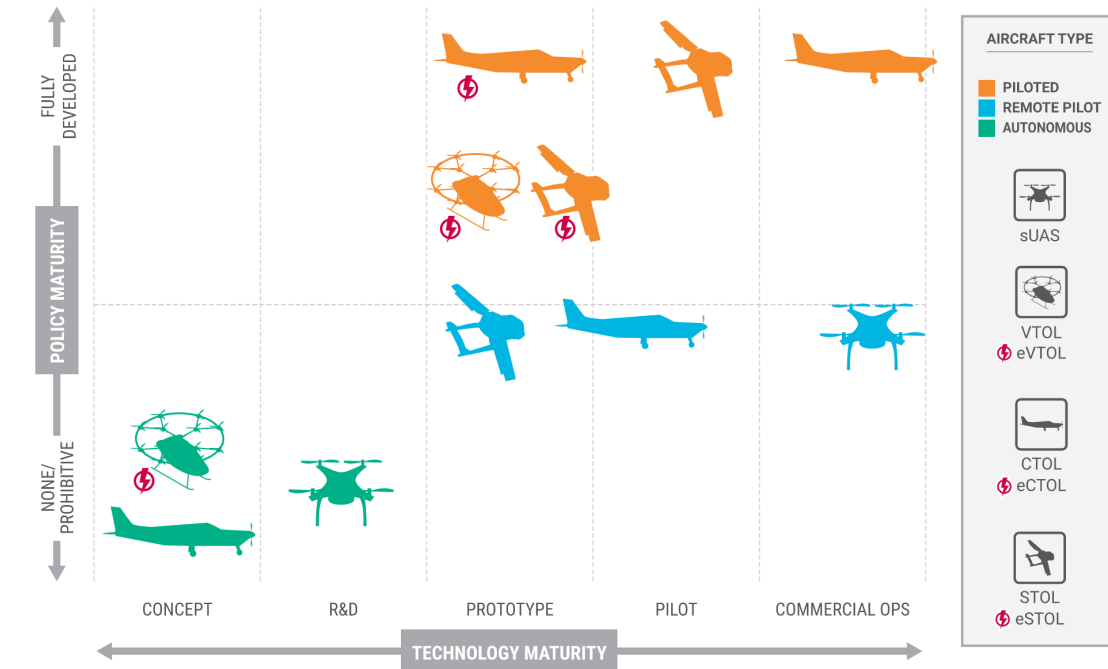 FULLY
DEVELOPED
POLICY MATURITY
NONE/
PROHIBITIVE
CONCEPT
R&D
PROTOTYPE
PILOT
COMMERCIAL OPS
TECHNOLOGY MATURITY
AIRCRAFT TYPE
PILOTED
REMOTE PILOT
AUTONOMOUS
sUAS
VTOL
eVTOL
CTOL
eCTOL
STOL
eSTOL